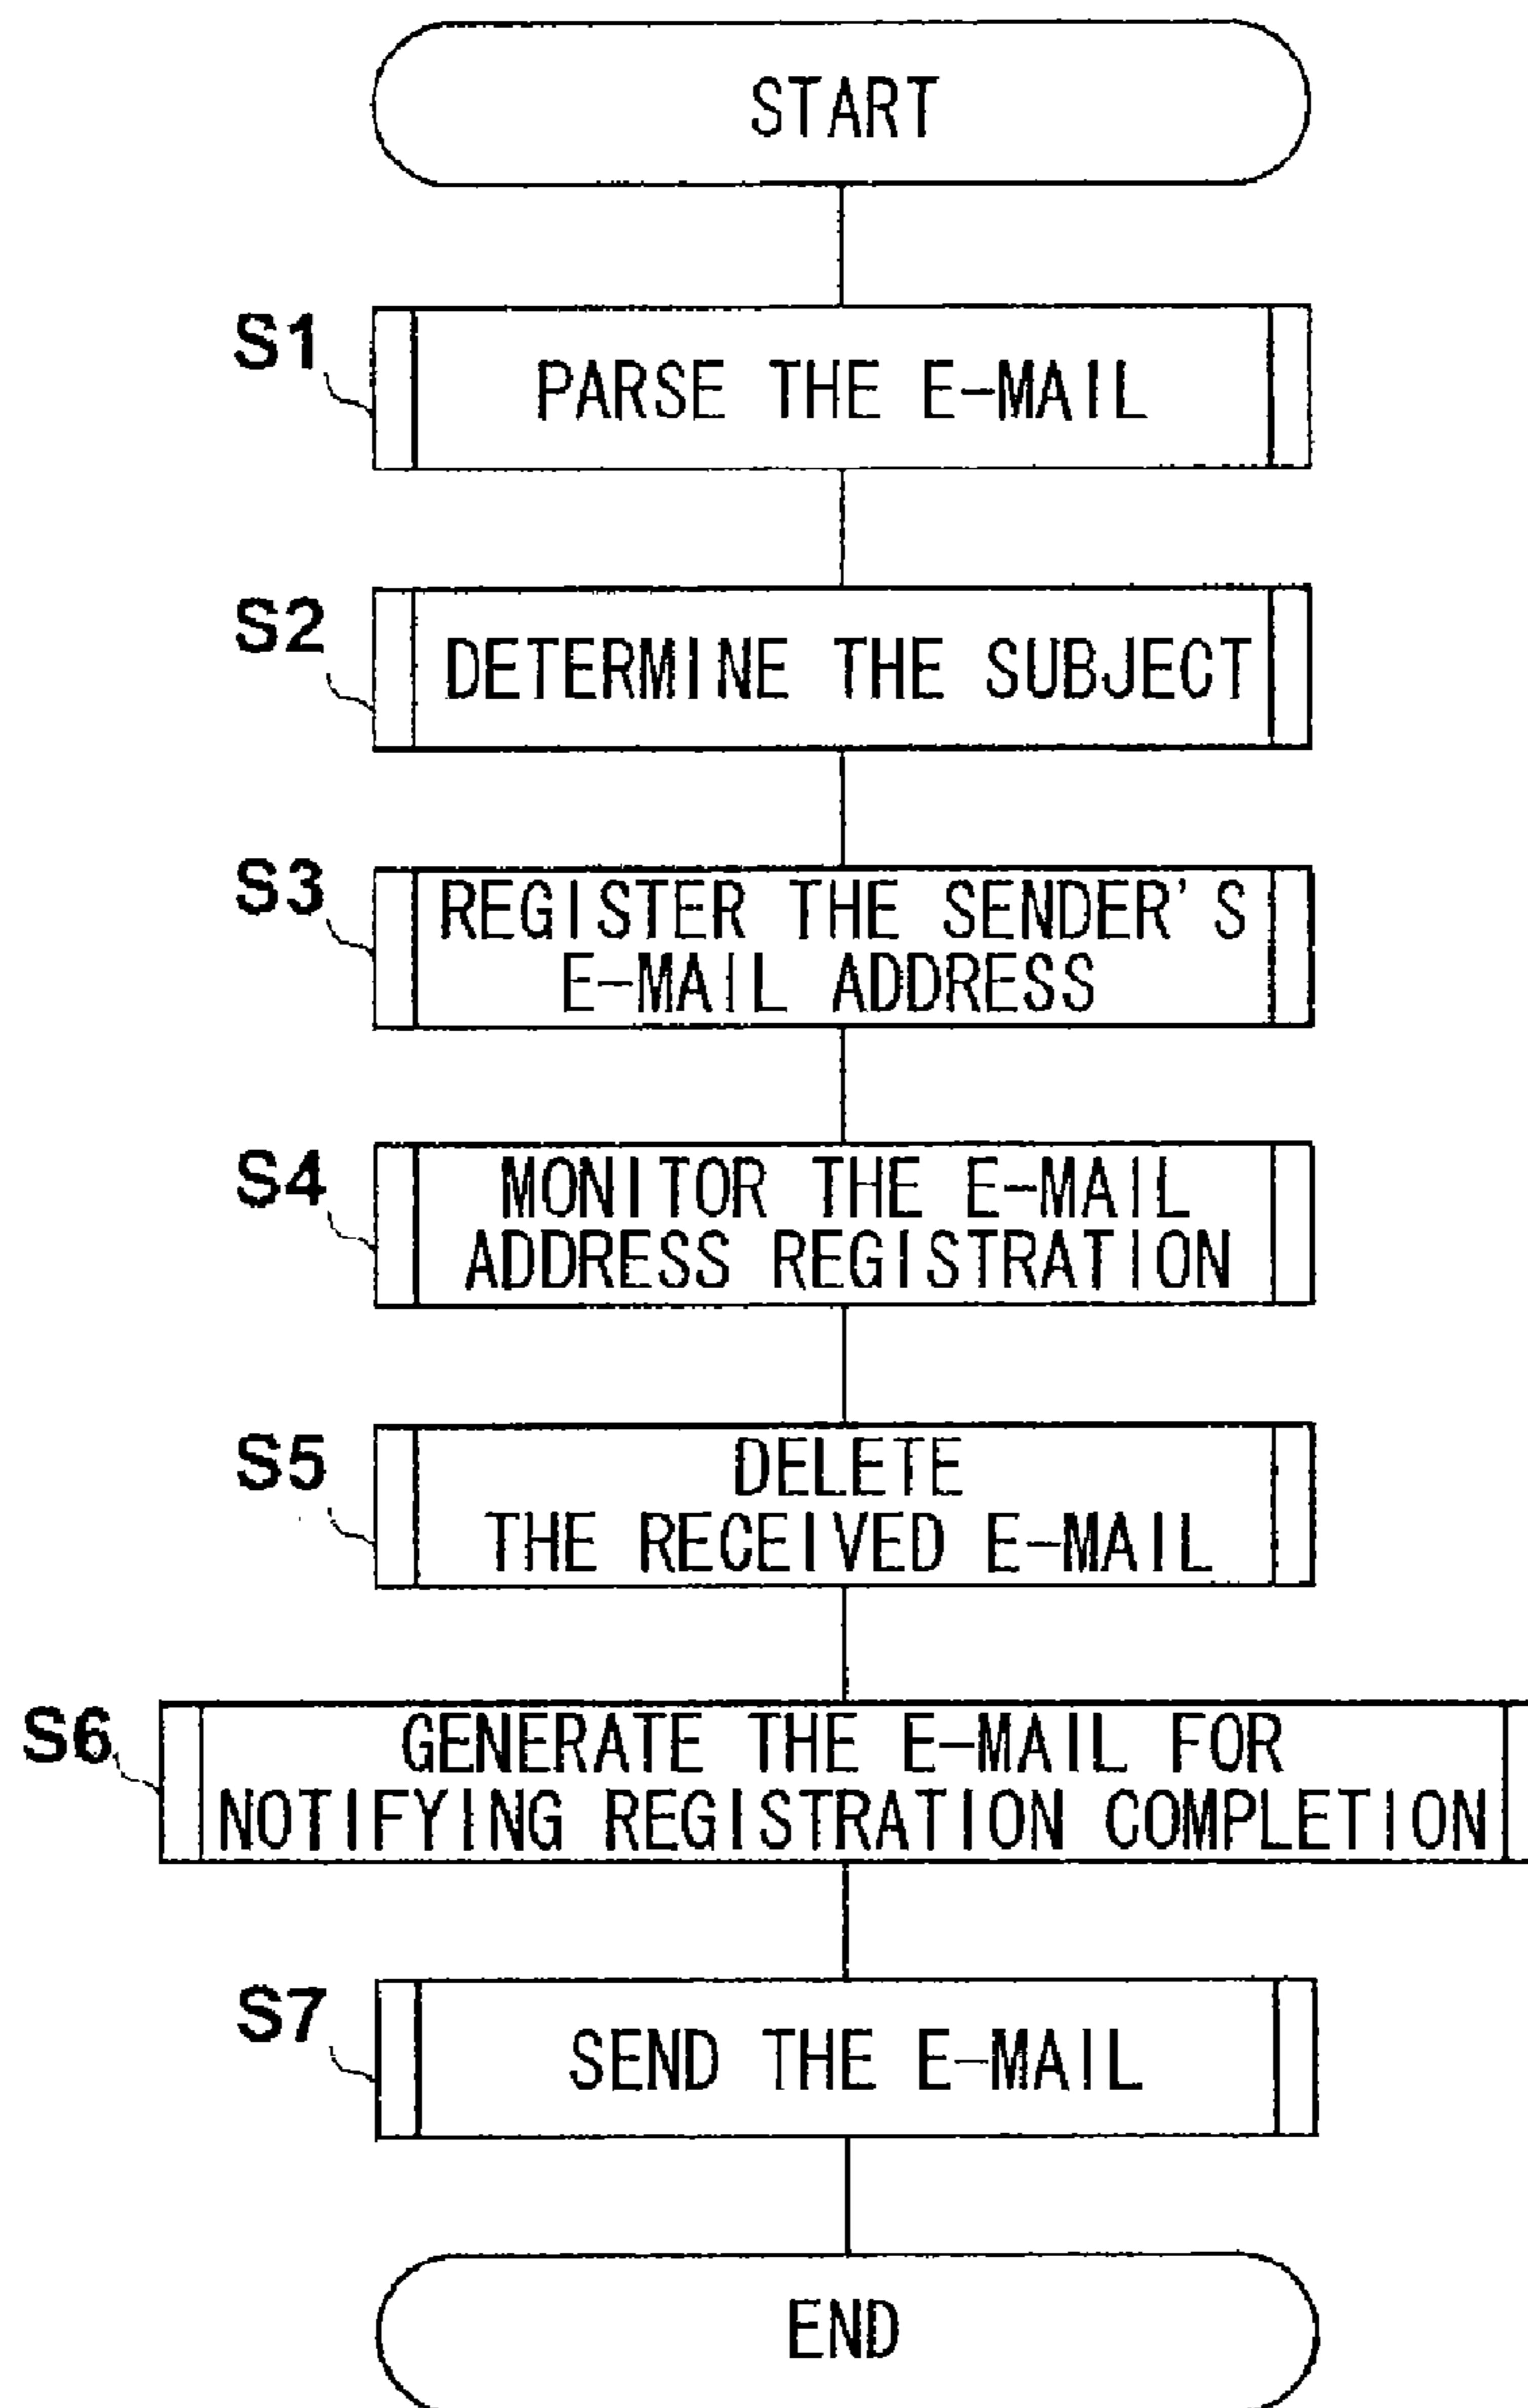 START
S1
PARSE THE E-MAIL
S2
DETERMINE THE SUBJECT
S3
REGISTER THE SENDER'S
E-MAIL ADDRESS
S4
MONITOR THE E-MAIL
ADDRESS REGISTRATION
S5
DELETE
THE RECEIVED E-MAIL
S6
GENERATE THE E-MAIL FOR
NOTIFYING REGISTRATION COMPLETION
S7
SEND THE E-MAIL
END